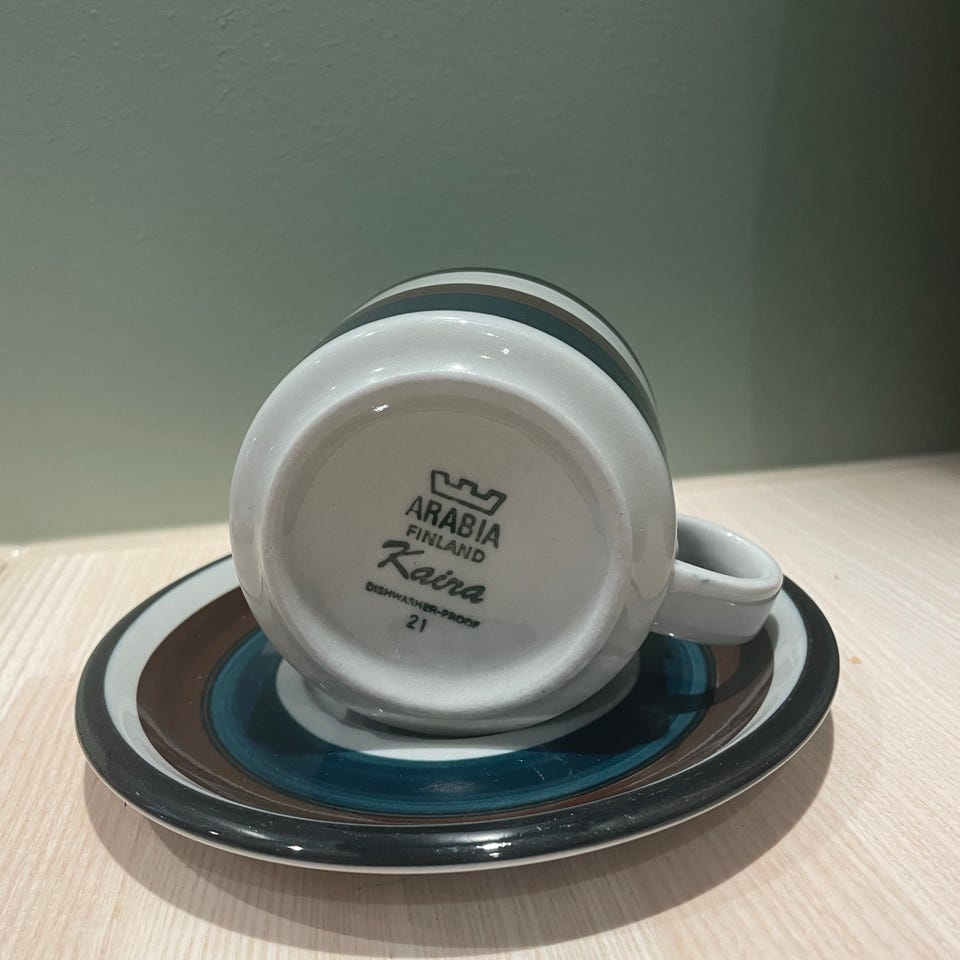 ARABIA
FINLAND
Kaira
DISHWASHER-PROOF
21